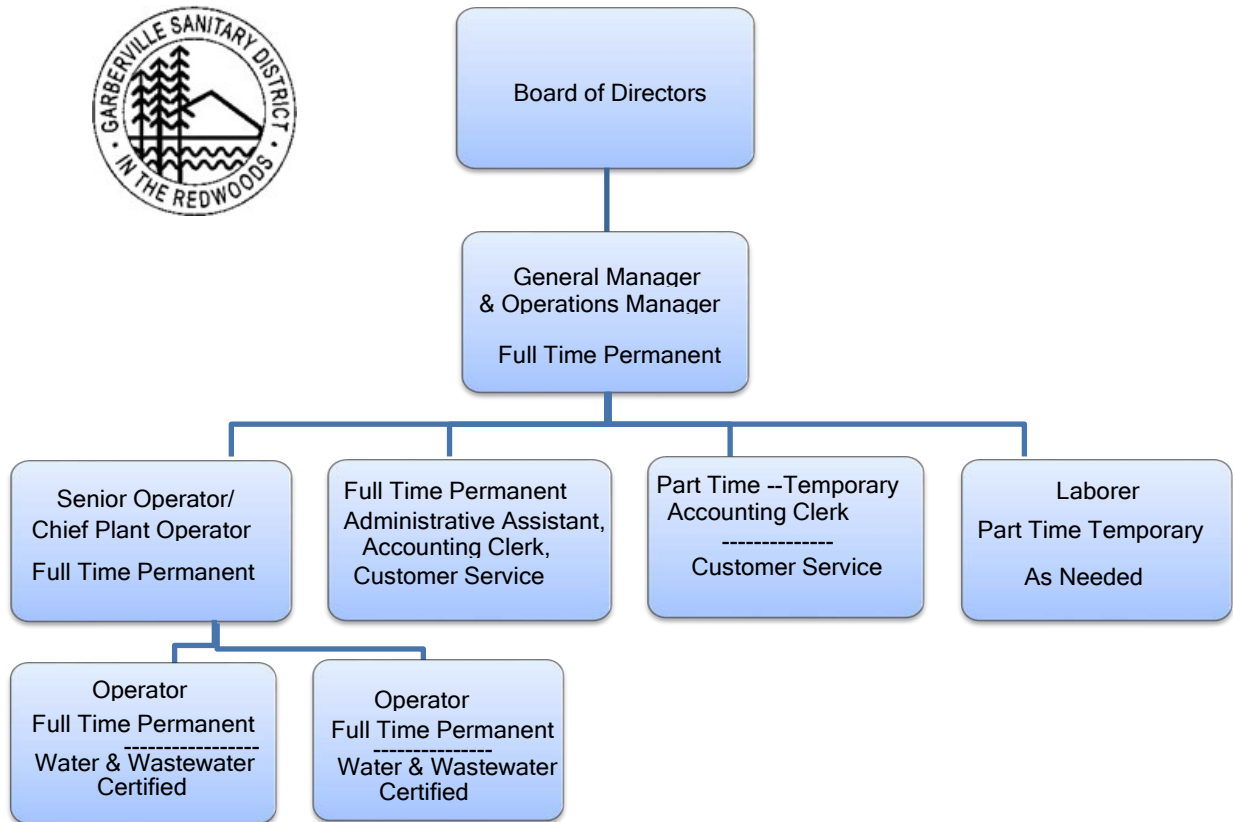 GARBERVILLE SANITARY DISTRICT
• IN THE REDWOODS •
Board of Directors
General Manager
& Operations Manager
Full Time Permanent
Senior Operator/
Chief Plant Operator
Full Time Permanent
Full Time Permanent
Administrative Assistant,
Accounting Clerk,
Customer Service
Part Time --Temporary
Accounting Clerk
--------------
Customer Service
Laborer
Part Time Temporary
As Needed
Operator
Full Time Permanent
-----------------
Water & Wastewater
Certified
Operator
Full Time Permanent
---------------
Water & Wastewater
Certified